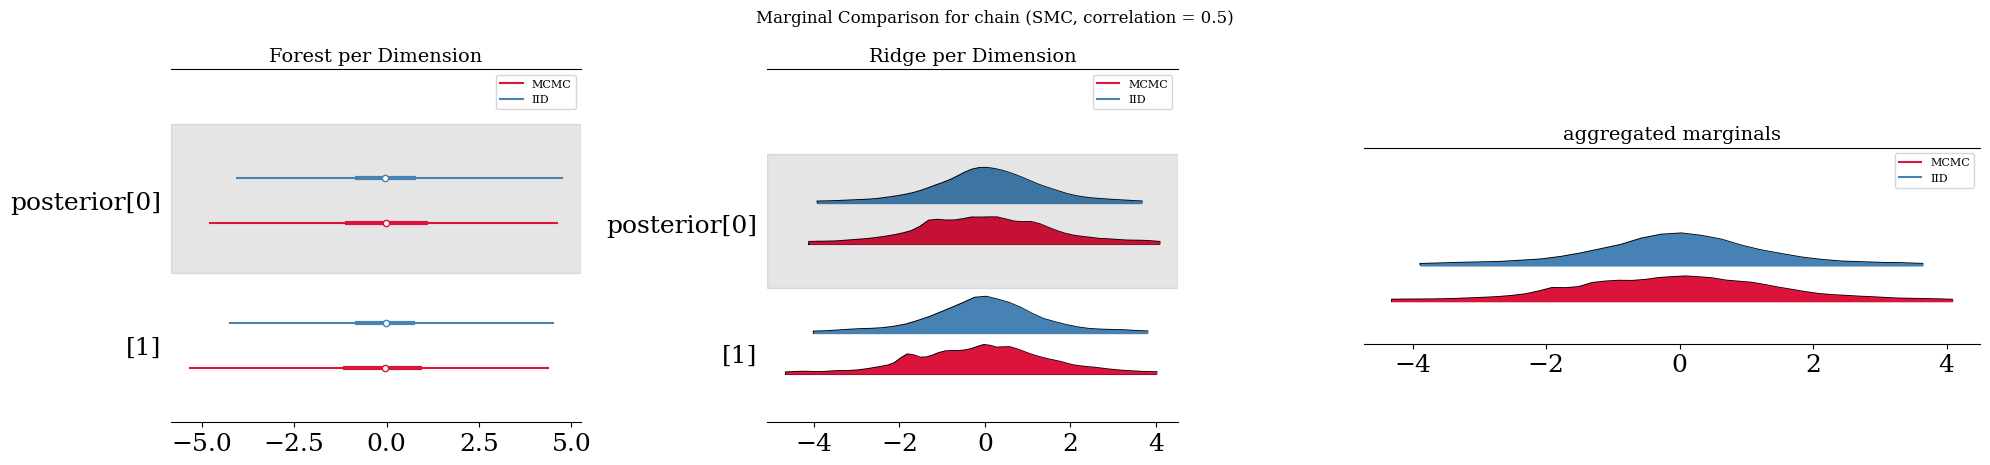 Marginal Comparison for chain (SMC, correlation = 0.5)
Forest per Dimension
MCMC
IID
posterior[0]
[1]
−5.0 −2.5 0.0 2.5 5.0
Ridge per Dimension
MCMC
IID
posterior[0]
[1]
−4 −2 0 2 4
aggregated marginals
MCMC
IID
−4 −2 0 2 4